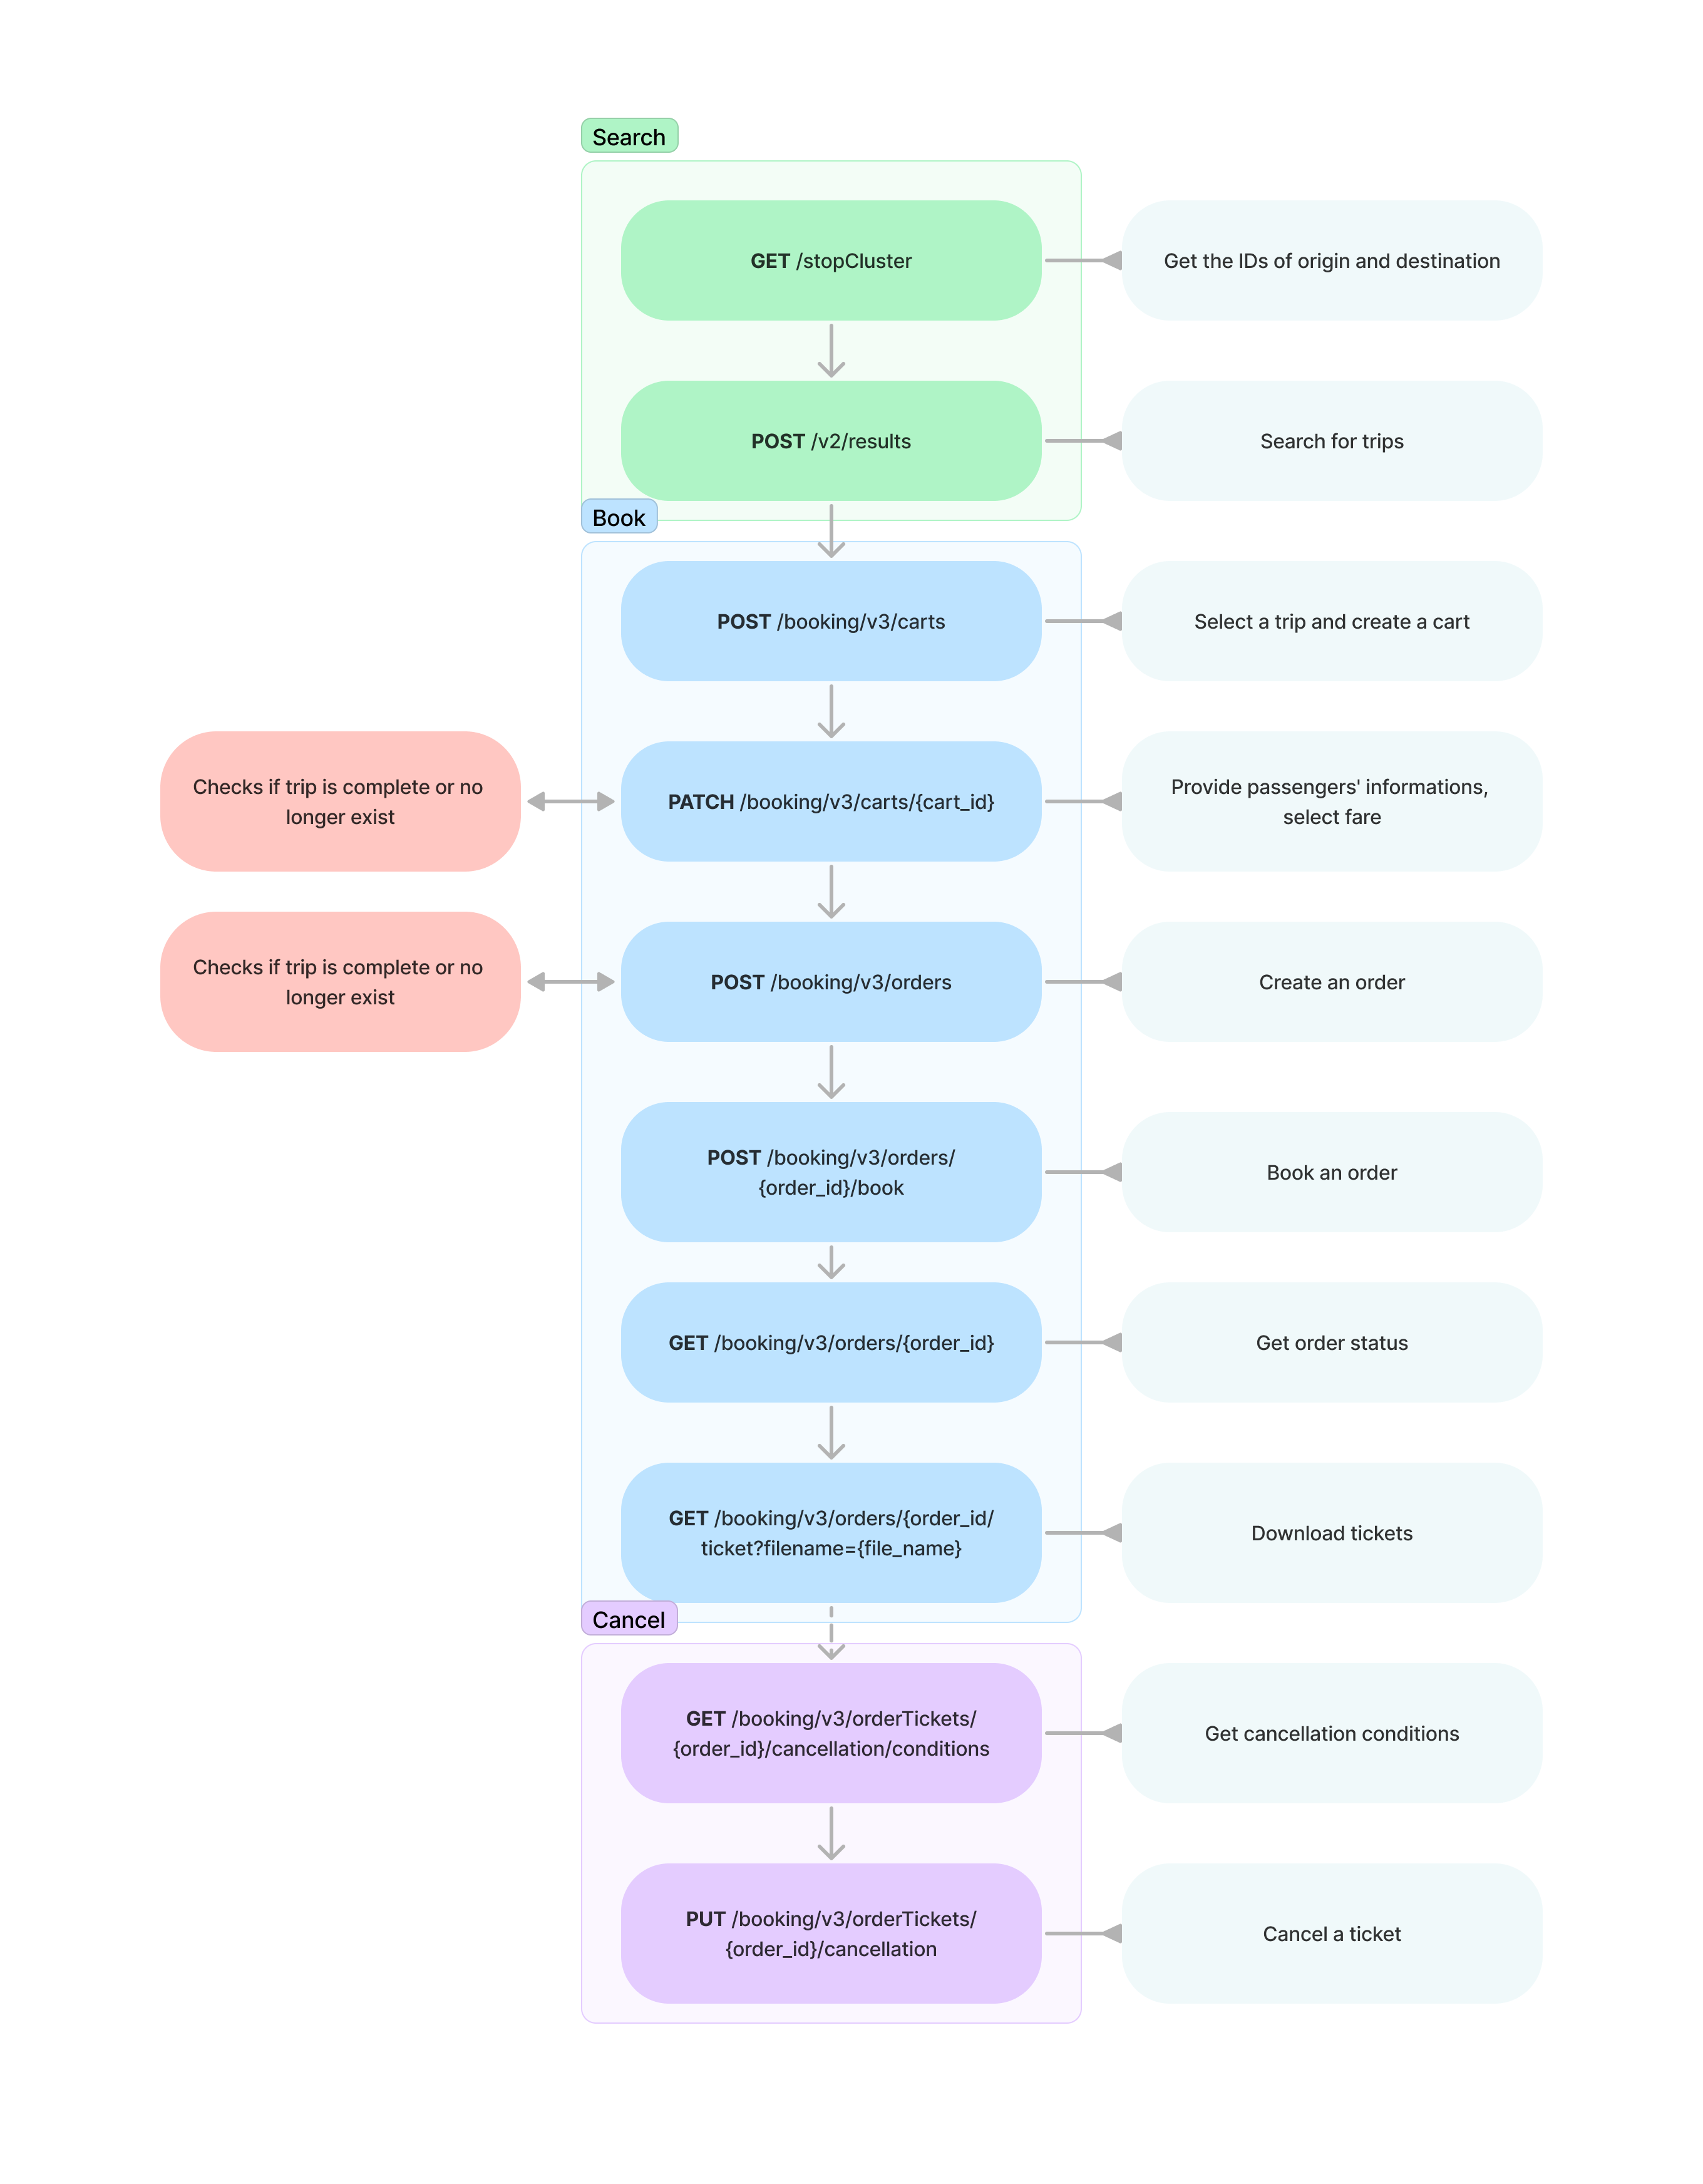 Search
GET /stopCluster
Get the IDs of origin and destination
POST /v2/results
Search for trips
Book
POST /booking/v3/carts
Select a trip and create a cart
Checks if trip is complete or no
longer exist
PATCH /booking/v3/carts/{cart_id}
Provide passengers' informations,
select fare
Checks if trip is complete or no
longer exist
POST /booking/v3/orders
Create an order
POST /booking/v3/orders/
{order_id}/book
Book an order
GET /booking/v3/orders/{order_id}
Get order status
GET /booking/v3/orders/{order_id/
ticket?filename={file_name}
Download tickets
Cancel
GET /booking/v3/orderTickets/
{order_id}/cancellation/conditions
Get cancellation conditions
PUT /booking/v3/orderTickets/
{order_id}/cancellation
Cancel a ticket